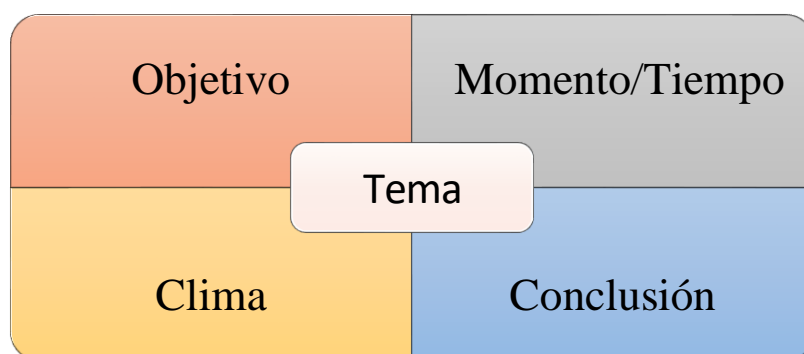 Objetivo
Momento/Tiempo
Tema
Clima
Conclusión